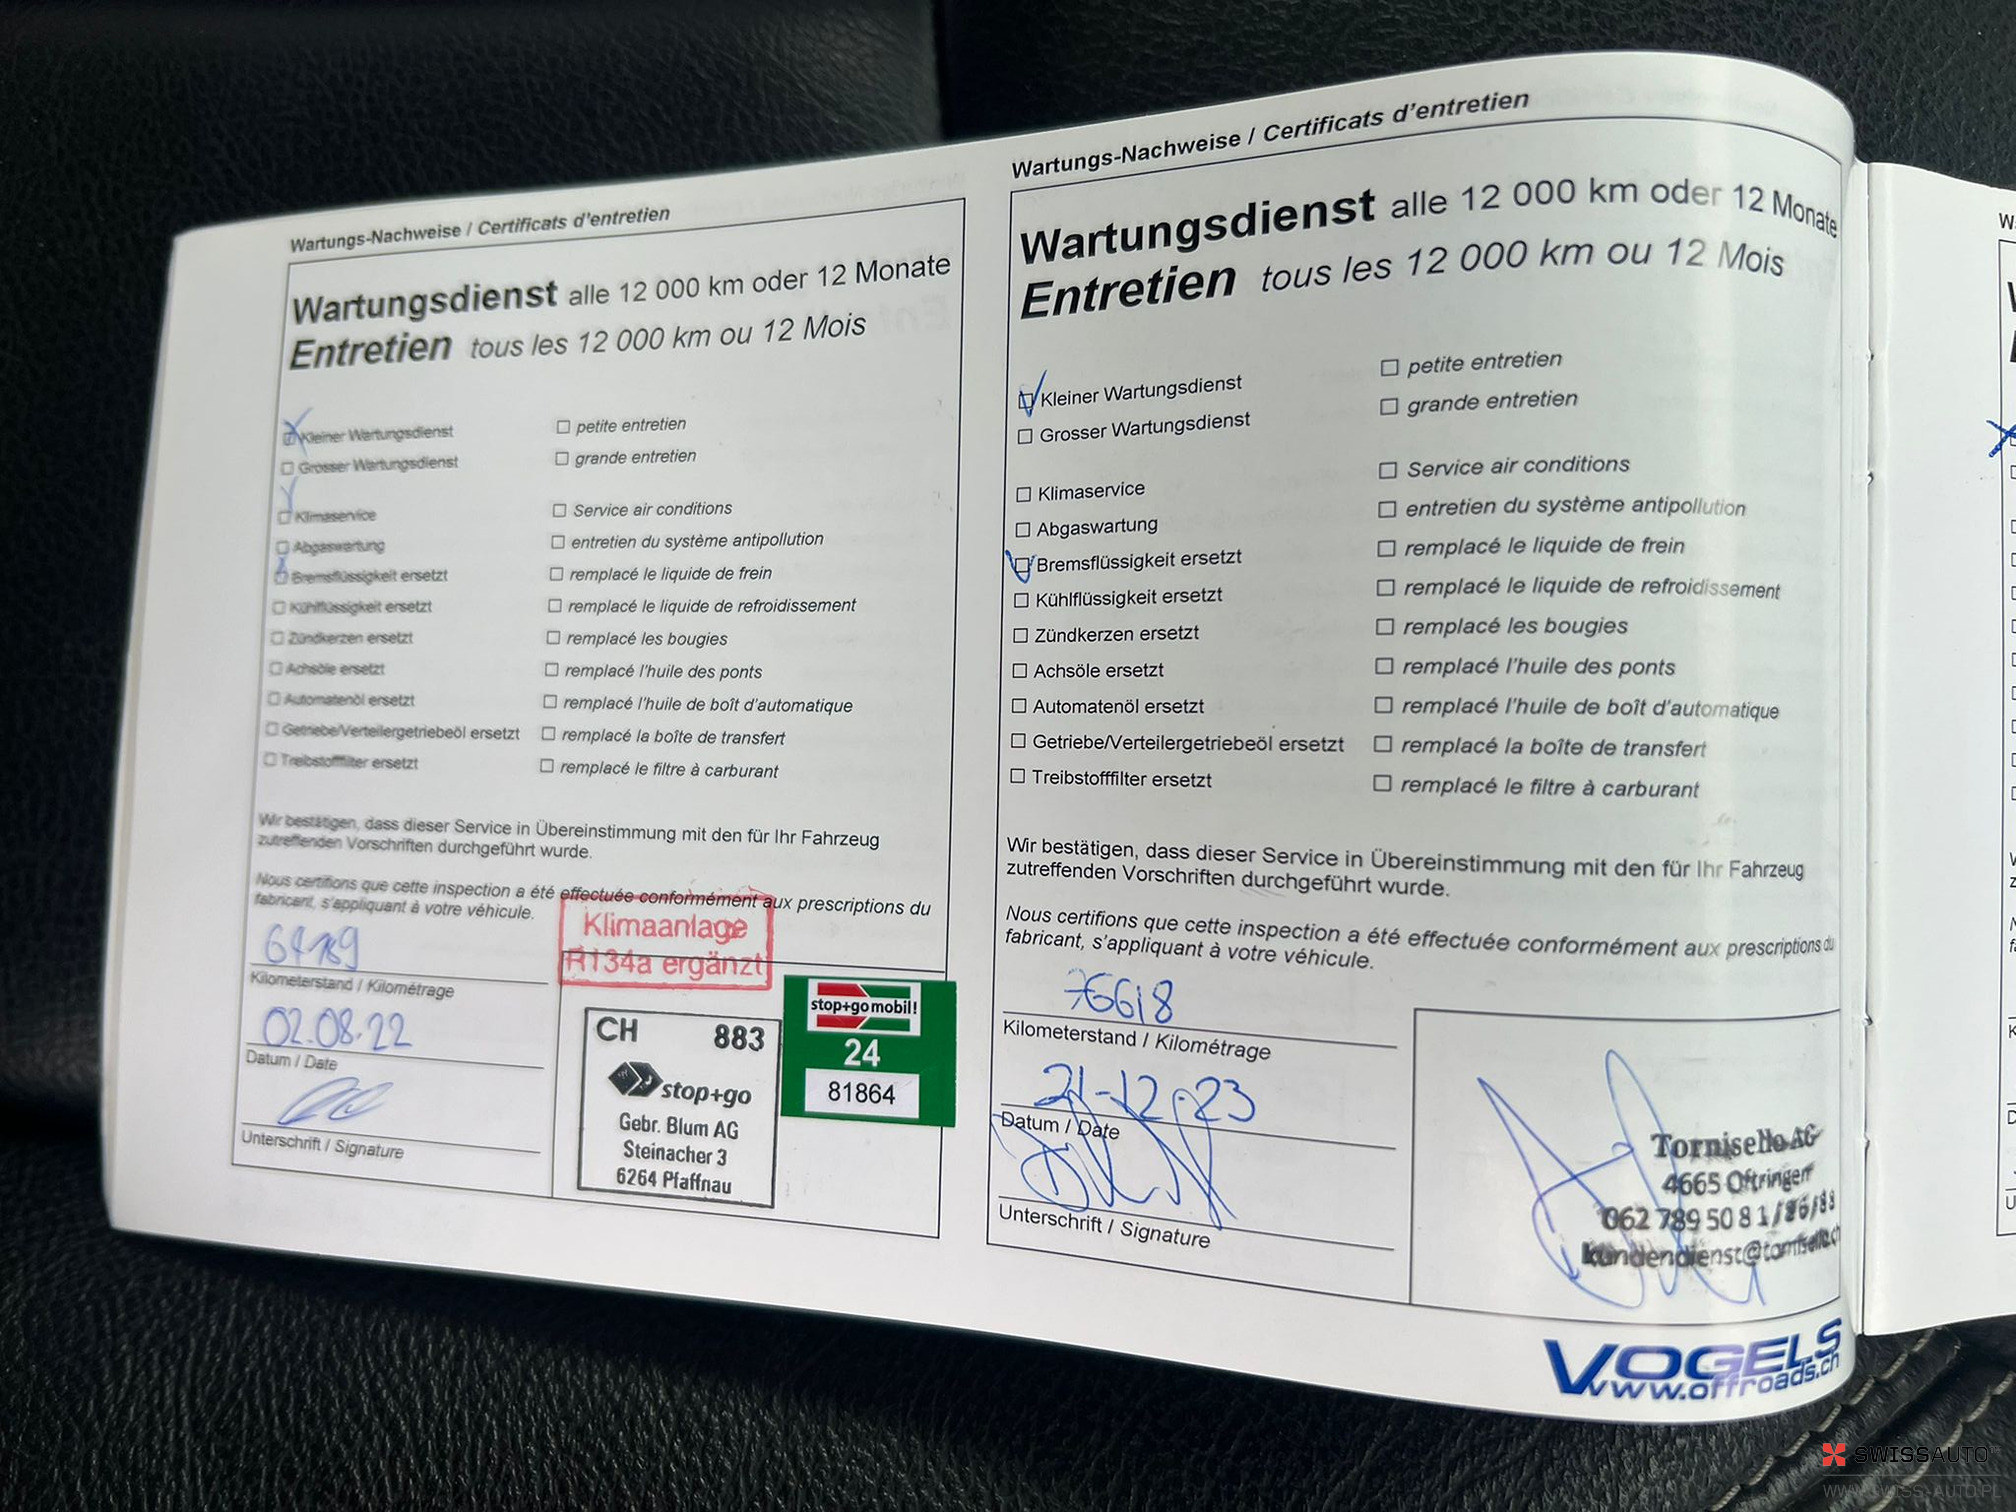 Wartungs-Nachweise / Certificats d'entretien
Wartungsdienst alle 12 000 km oder 12 Monate
Entretien tous les 12 000 km ou 12 Mois
Kleiner Wartungsdienst
petite entretien
Grosser Wartungsdienst
grande entretien
Klimaservice
Service air conditions
Abgaswartung
entretien du système antipollution
Bremsflüssigkeit ersetzt
remplacé le liquide de frein
Kühlflüssigkeit ersetzt
remplacé le liquide de refroidissement
Zündkerzen ersetzt
remplacé les bougies
Achsöle ersetzt
remplacé l'huile des ponts
Automatenöl ersetzt
remplacé l'huile de boît d'automatique
Getriebe/Verteilergetriebeöl ersetzt
remplacé la boîte de transfert
Treibstofffilter ersetzt
remplacé le filtre à carburant
Wir bestätigen, dass dieser Service in Übereinstimmung mit den für Ihr Fahrzeug
zutreffenden Vorschriften durchgeführt wurde.
Nous certifions que cette inspection a été effectuée conformément aux prescriptions du
fabricant, s'appliquant à votre véhicule.
Klimaanlage
R134a ergänzt
Kilometerstand / Kilométrage
02.08.22
Datum / Date
Unterschrift / Signature
CH 883
stop+go
Gebr. Blum AG
Steinacher 3
6264 Pfaffnau
stop+go mobil!
24
81864
Wartungs-Nachweise / Certificats d'entretien
Wartungsdienst alle 12 000 km oder 12 Monate
Entretien tous les 12 000 km ou 12 Mois
Kleiner Wartungsdienst
petite entretien
Grosser Wartungsdienst
grande entretien
Klimaservice
Service air conditions
Abgaswartung
entretien du système antipollution
Bremsflüssigkeit ersetzt
remplacé le liquide de frein
Kühlflüssigkeit ersetzt
remplacé le liquide de refroidissement
Zündkerzen ersetzt
remplacé les bougies
Achsöle ersetzt
remplacé l'huile des ponts
Automatenöl ersetzt
remplacé l'huile de boît d'automatique
Getriebe/Verteilergetriebeöl ersetzt
remplacé la boîte de transfert
Treibstofffilter ersetzt
remplacé le filtre à carburant
Wir bestätigen, dass dieser Service in Übereinstimmung mit den für Ihr Fahrzeug
zutreffenden Vorschriften durchgeführt wurde.
Nous certifions que cette inspection a été effectuée conformément aux prescriptions du
fabricant, s'appliquant à votre véhicule.
76618
Kilometerstand / Kilométrage
21-12.23
Datum / Date
Unterschrift / Signature
Tornisello AG
4665 Oftringen
062 789 50 81/86/88
kundendienst@tornisello.ch
VOGELS
www.offroads.ch
SWISSAUTO
WWW.SWISS-AUTO.PL